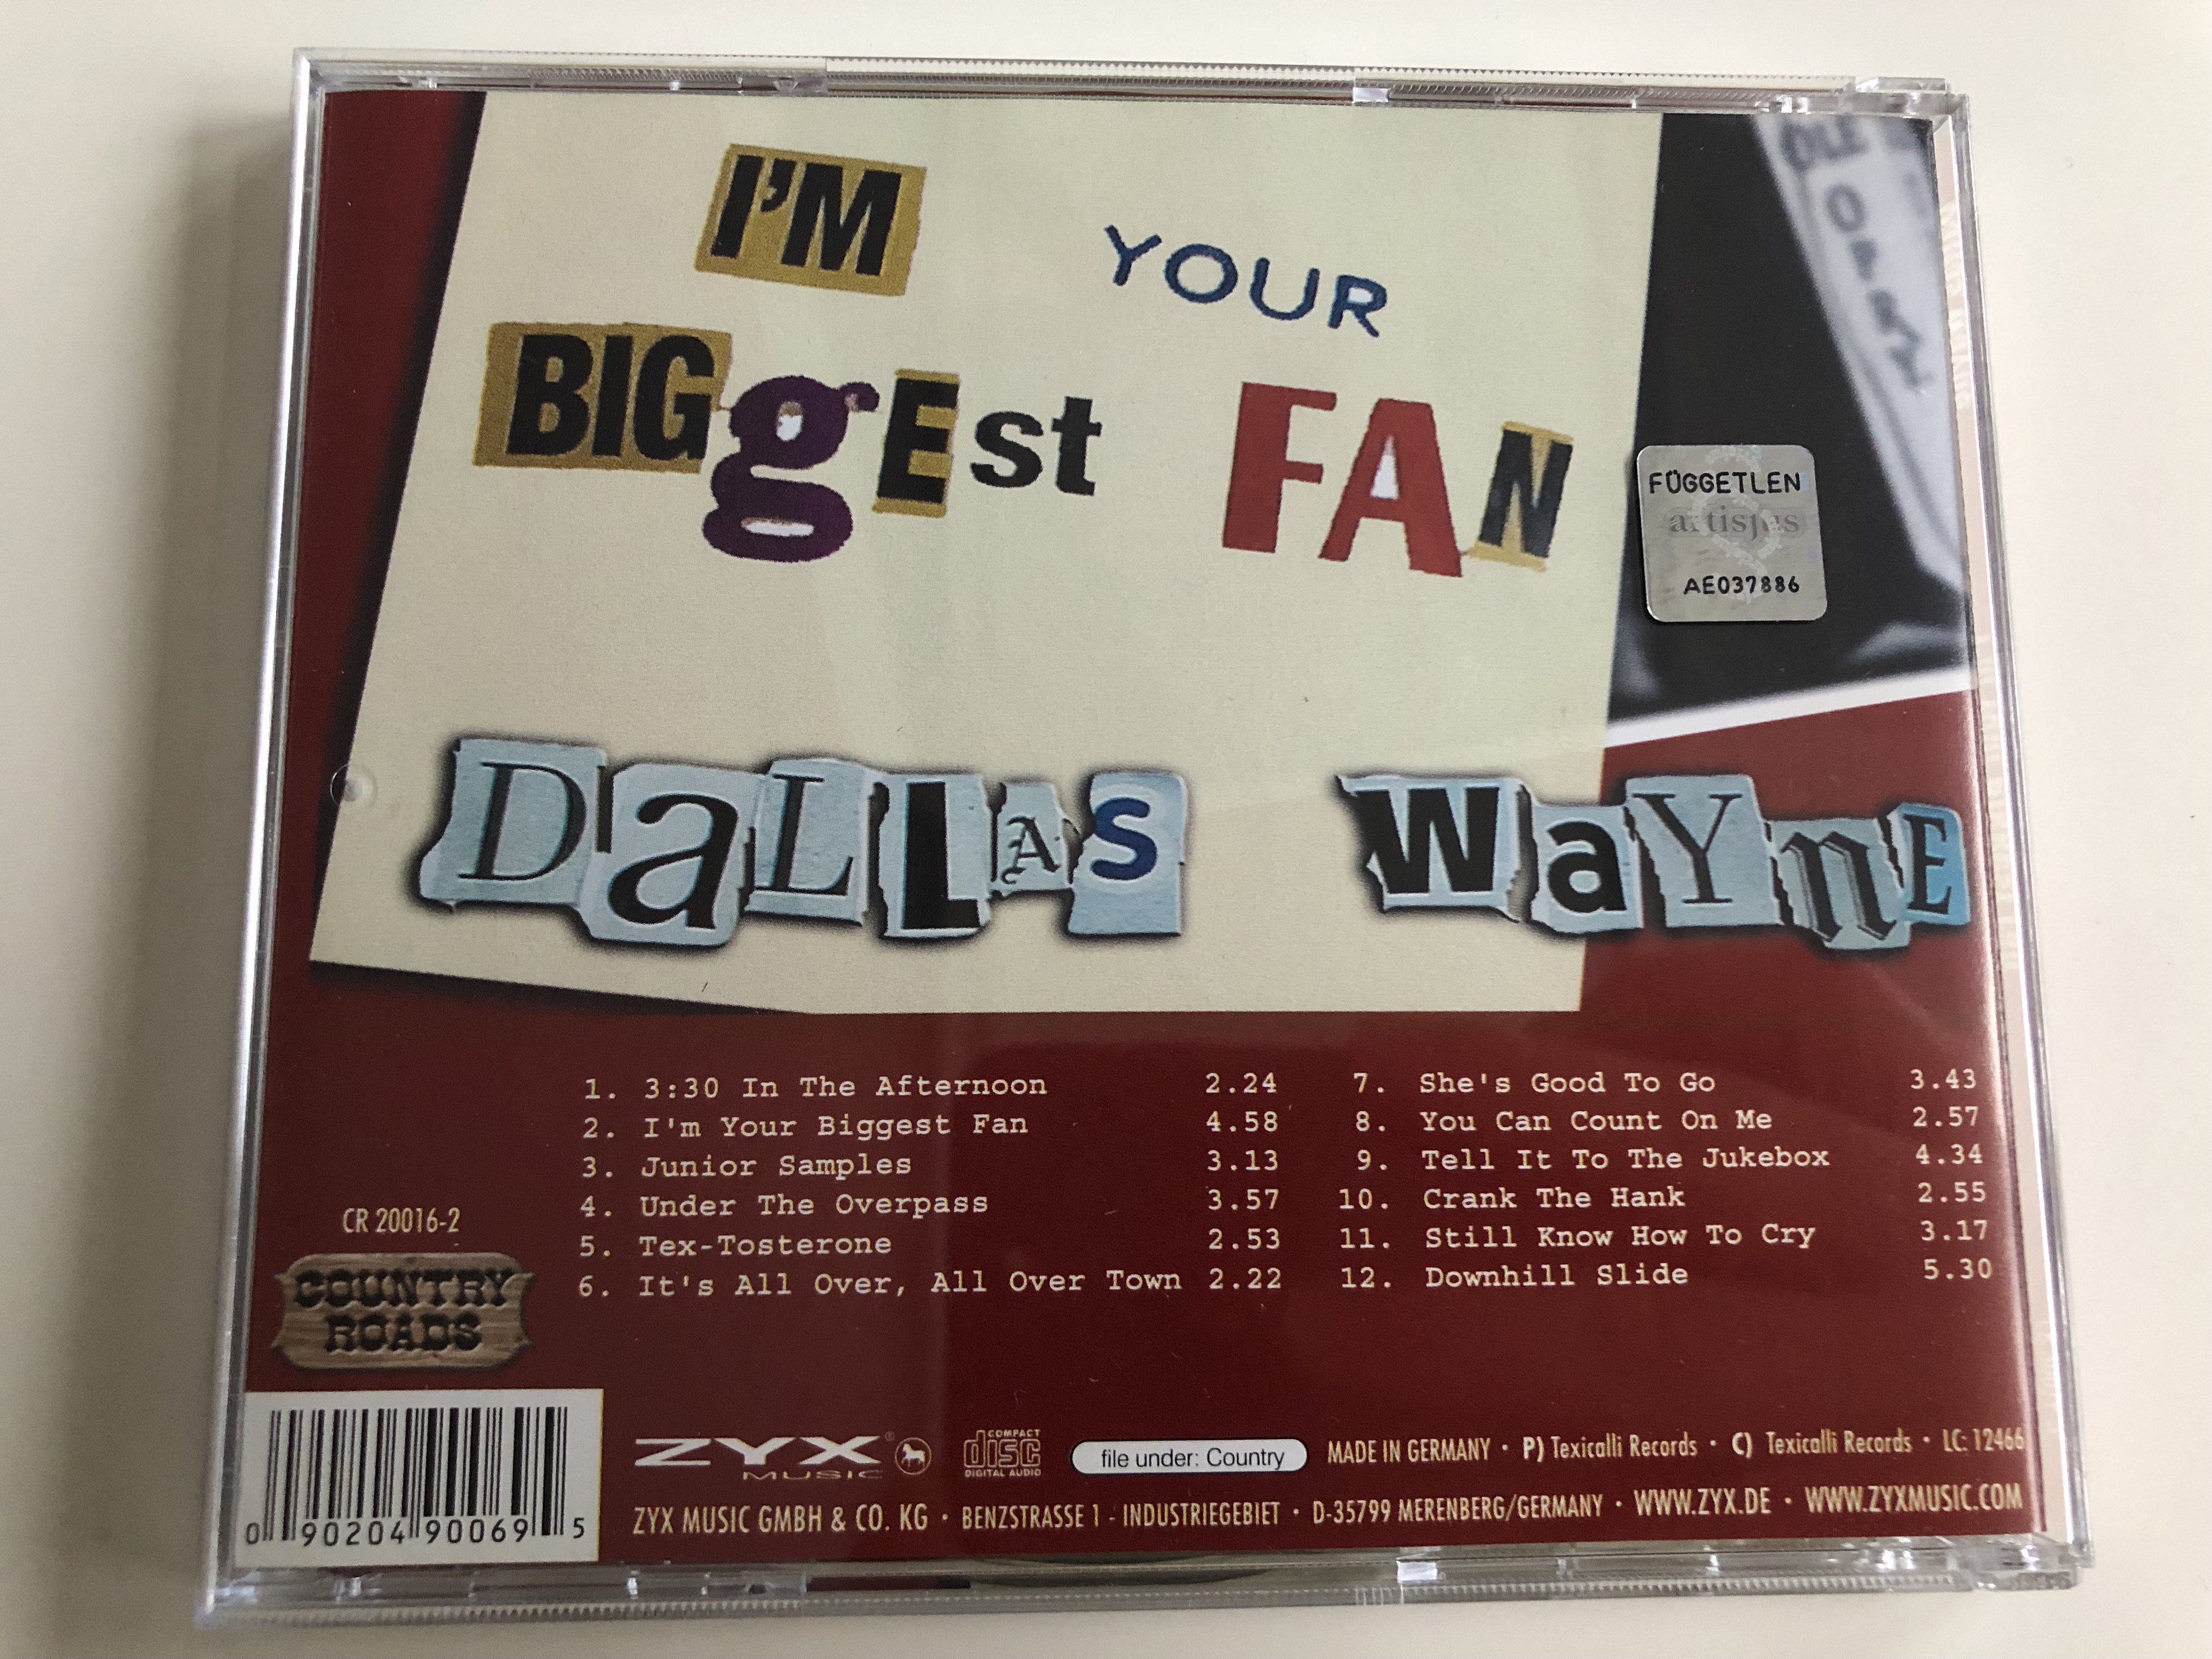 I'M YOUR
BIGgEst FAN
FÜGGETLEN
artisjus
AE037886
DaLLAS WaYnE
1. 3:30 In The Afternoon 2.24
2. I'm Your Biggest Fan 4.58
3. Junior Samples 3.13
4. Under The Overpass 3.57
5. Tex-Tosterone 2.53
6. It's All Over, All Over Town 2.22
7. She's Good To Go 3.43
8. You Can Count On Me 2.57
9. Tell It To The Jukebox 4.34
10. Crank The Hank 2.55
11. Still Know How To Cry 3.17
12. Downhill Slide 5.30
CR 20016-2
COUNTRY
ROADS
0 90204 90069 5
ZYX ®
MUSIC
COMPACT
disc
DIGITAL AUDIO
file under: Country
MADE IN GERMANY • P) Texicalli Records • C) Texicalli Records • LC: 12466
ZYX MUSIC GMBH & CO. KG • BENZSTRASSE 1 - INDUSTRIEGEBIET • D-35799 MERENBERG/GERMANY • WWW.ZYX.DE • WWW.ZYXMUSIC.COM